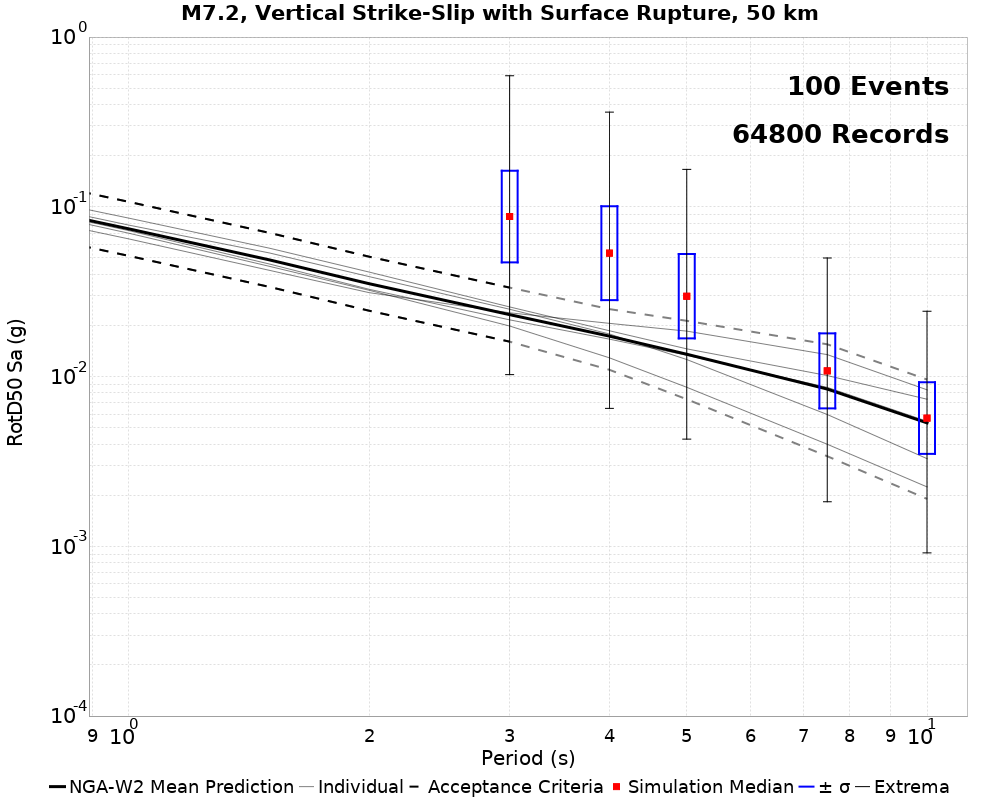 M7.2, Vertical Strike-Slip with Surface Rupture, 50 km
100 Events
64800 Records
RotD50 Sa (g)
10^0
10^-1
10^-2
10^-3
10^-4
9 10^0 2 3 4 5 6 7 8 9 10^1
Period (s)
NGA-W2 Mean Prediction Individual Acceptance Criteria Simulation Median ± σ Extrema